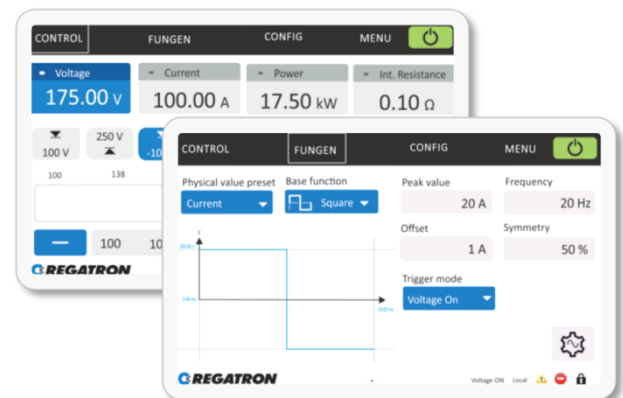 CONTROL FUNGEN CONFIG MENU
Voltage Current Power Int. Resistance
175.00 V 100.00 A 17.50 kW 0.10 Ω
100 V 250 V -10
100 138
100 10
REGATRON
CONTROL FUNGEN CONFIG MENU
Physical value preset Base function Peak value Frequency
Current Square 20 A 20 Hz
Offset Symmetry
1 A 50 %
Trigger mode
Voltage On
REGATRON
Voltage ON Local